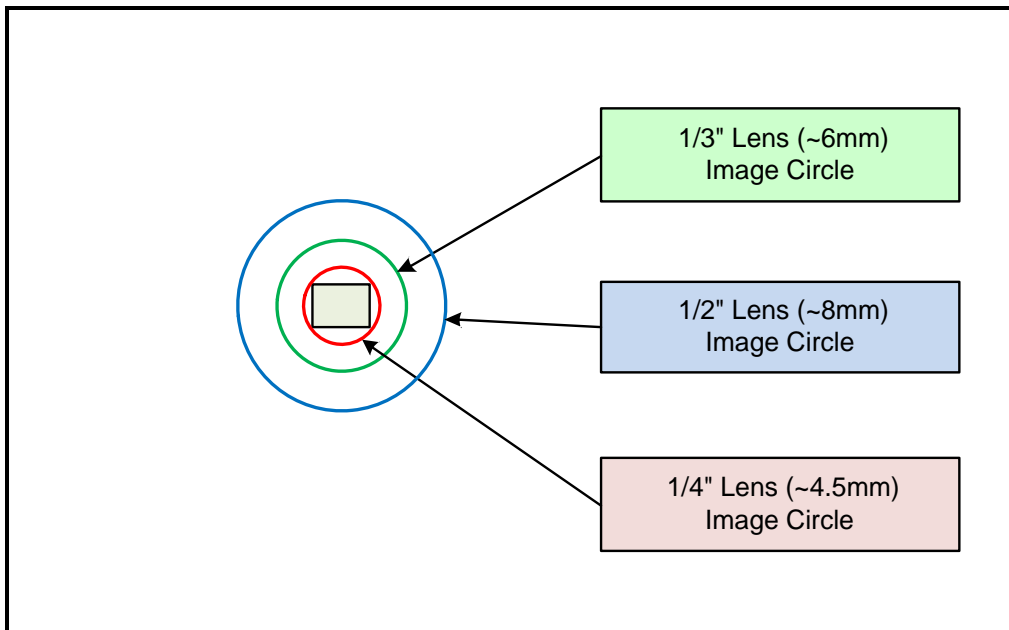 1/3" Lens (~6mm)
Image Circle
1/2" Lens (~8mm)
Image Circle
1/4" Lens (~4.5mm)
Image Circle